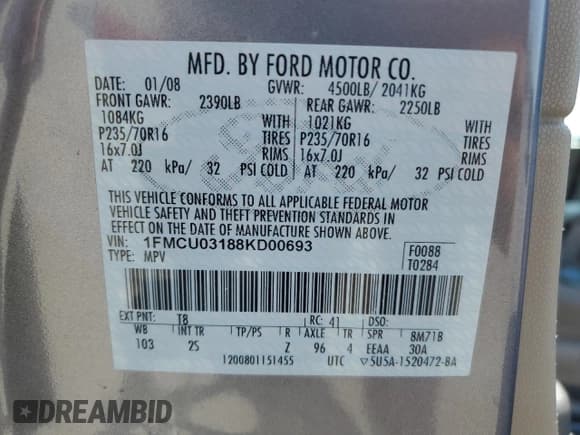 MFD. BY FORD MOTOR CO.
DATE: 01/08 GVWR: 4500LB/ 2041KG
FRONT GAWR: 2390LB REAR GAWR: 2250LB
1084KG WITH 1021KG WITH
P235/70R16 TIRES P235/70R16 TIRES
16x7.0J RIMS 16x7.0J RIMS
AT 220 kPa/ 32 PSI COLD AT 220 kPa/ 32 PSI COLD
THIS VEHICLE CONFORMS TO ALL APPLICABLE FEDERAL MOTOR
VEHICLE SAFETY AND THEFT PREVENTION STANDARDS IN
EFFECT ON THE DATE OF MANUFACTURE SHOWN ABOVE.
VIN: 1FMCU03188KD00693
TYPE: MPV
F0088
T0284
EXT PNT: T8 RC: 41 DSO:
WB INT TR TP/PS R AXLE TR SPR 8M71B
103 2S Z 96 4 EEAA 30A
1200801151455 UTC ▽5U5A-1520472-BA
DREAMBID